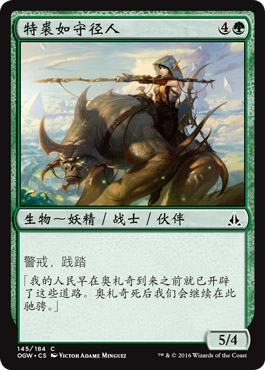 特裘如守径人 4
生物～妖精／战士／伙伴
警戒，践踏
「我的人民早在奥札奇到来之前就已开辟
了这些道路。奥札奇死后我们会继续在此
驰骋。」
5/4
145/184 C
OGW • CS VICTOR ADAME MINGUEZ
™ & © 2016 Wizards of the Coast